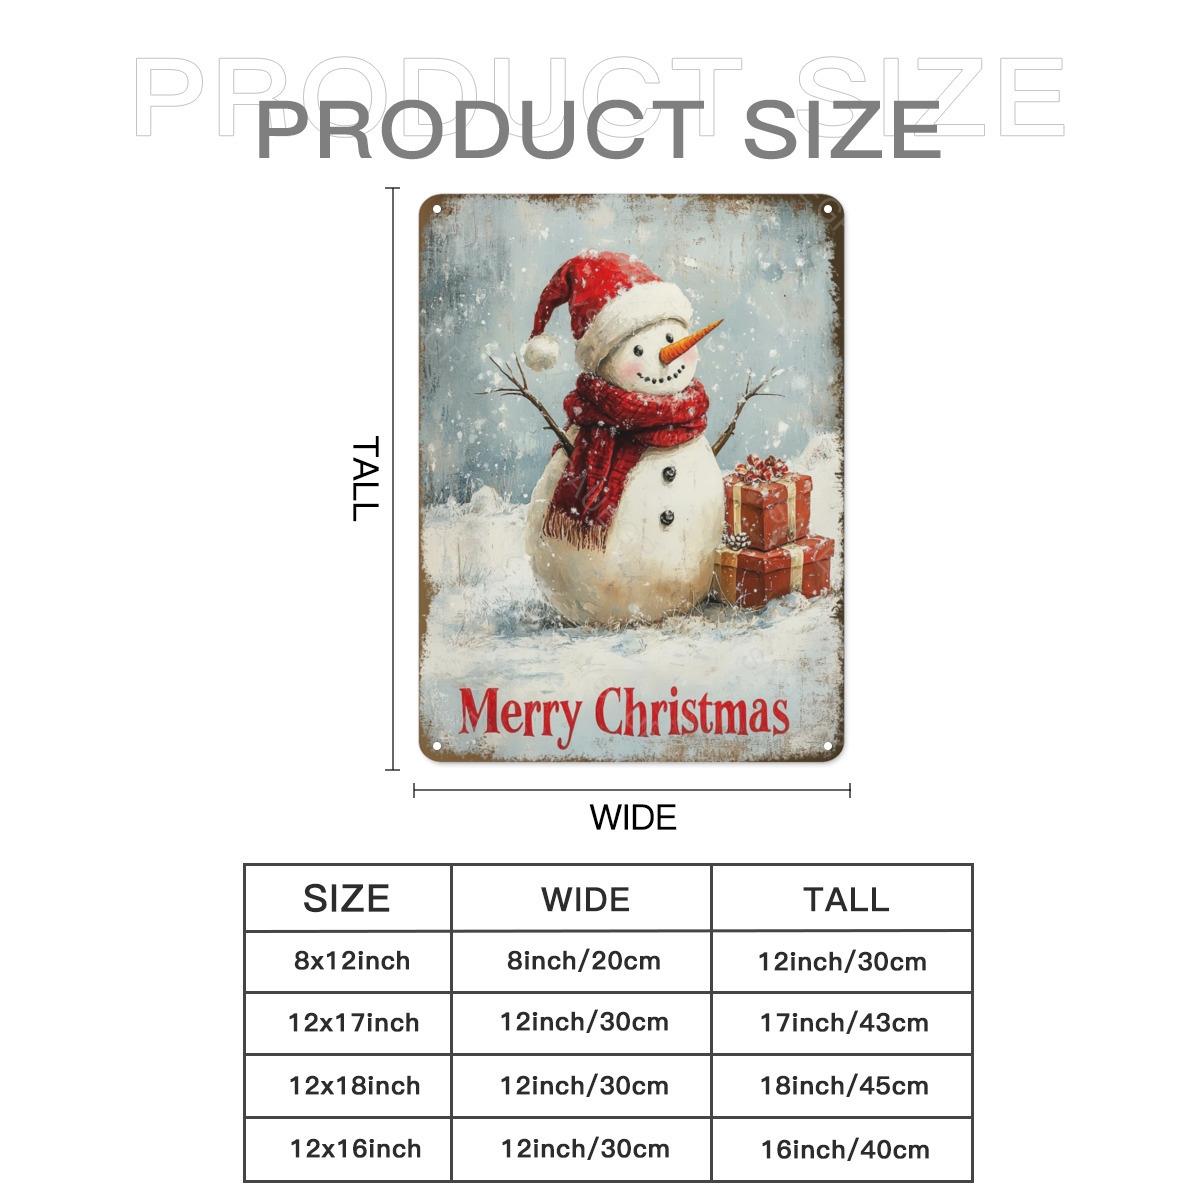 PRODUCT SIZE
PRODUCT SIZE
TALL
Merry Christmas
WIDE
SIZE WIDE TALL
8x12inch 8inch/20cm 12inch/30cm
12x17inch 12inch/30cm 17inch/43cm
12x18inch 12inch/30cm 18inch/45cm
12x16inch 12inch/30cm 16inch/40cm